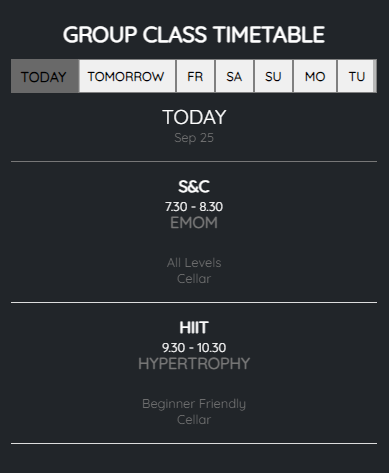 GROUP CLASS TIMETABLE
TODAY TOMORROW FR SA SU MO TU
TODAY
Sep 25
S&C
7.30 - 8.30
EMOM
All Levels
Cellar
HIIT
9.30 - 10.30
HYPERTROPHY
Beginner Friendly
Cellar